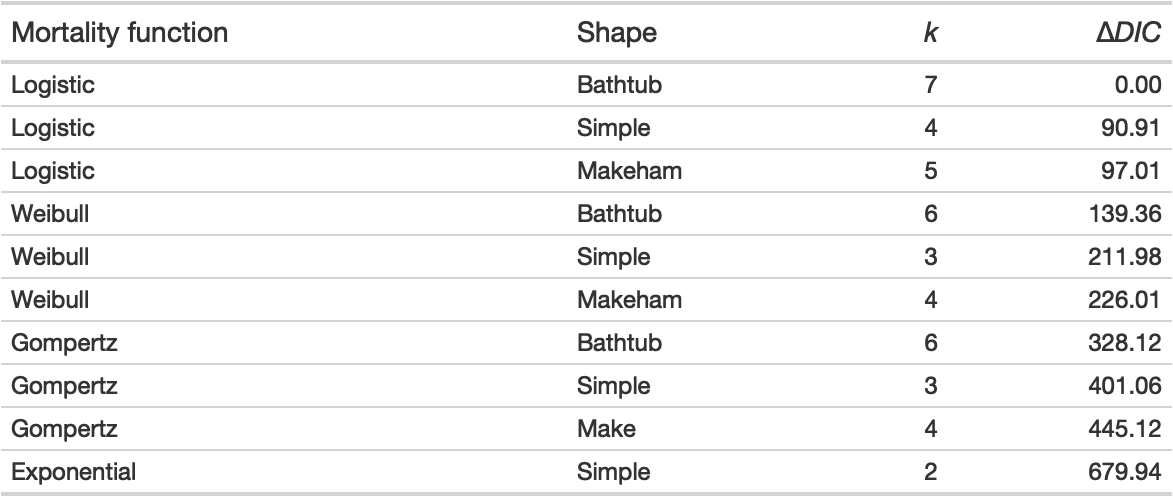 Mortality function Shape k ΔDIC
Logistic Bathtub 7 0.00
Logistic Simple 4 90.91
Logistic Makeham 5 97.01
Weibull Bathtub 6 139.36
Weibull Simple 3 211.98
Weibull Makeham 4 226.01
Gompertz Bathtub 6 328.12
Gompertz Simple 3 401.06
Gompertz Make 4 445.12
Exponential Simple 2 679.94